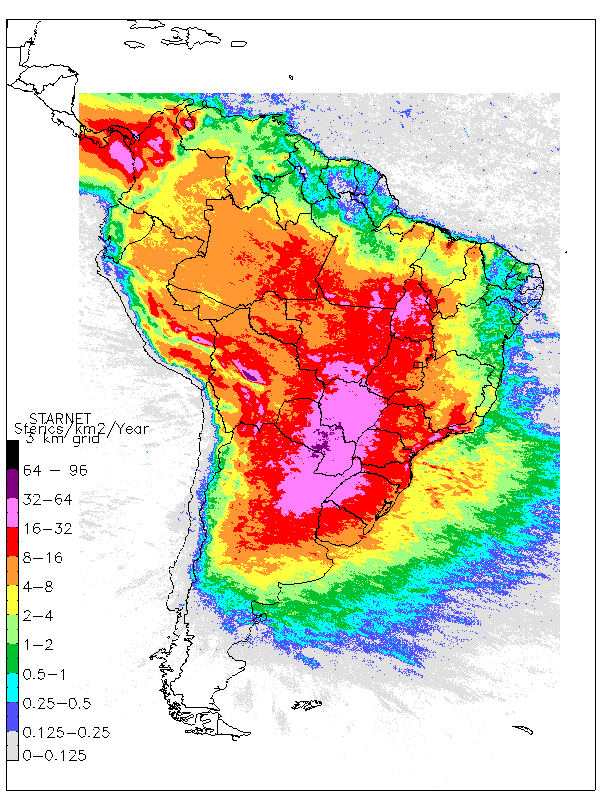 STARNET
Sferics/km2/Year
3 km grid
64 - 96
32-64
16-32
8-16
4-8
2-4
1-2
0.5-1
0.25-0.5
0.125-0.25
0-0.125